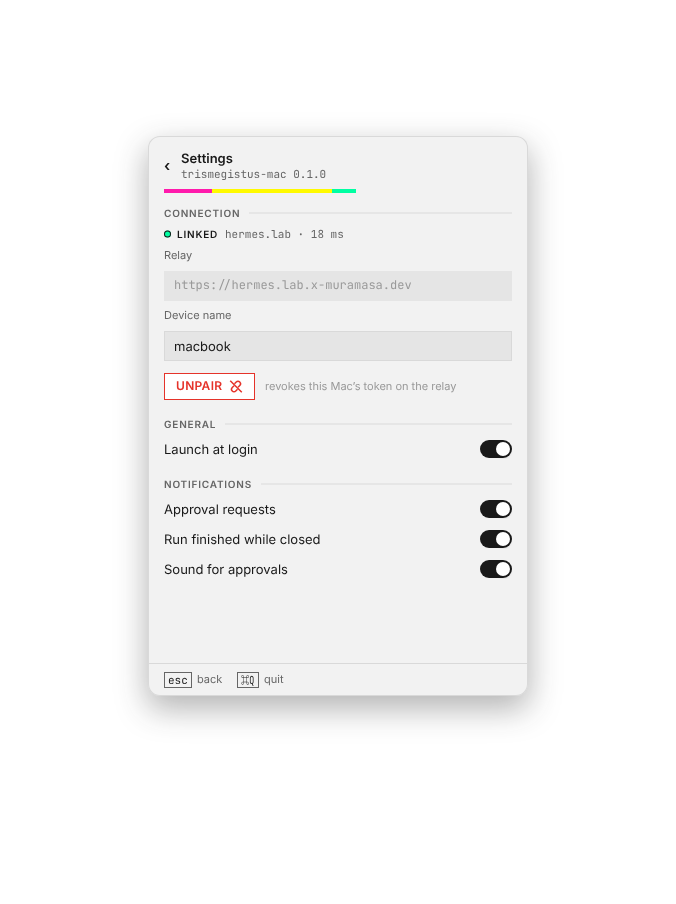 Settings
trismegistus-mac 0.1.0
CONNECTION
LINKED hermes.lab · 18 ms
Relay
https://hermes.lab.x-muramasa.dev
Device name
macbook
UNPAIR revokes this Mac’s token on the relay
GENERAL
Launch at login
NOTIFICATIONS
Approval requests
Run finished while closed
Sound for approvals
esc back ⌘Q quit